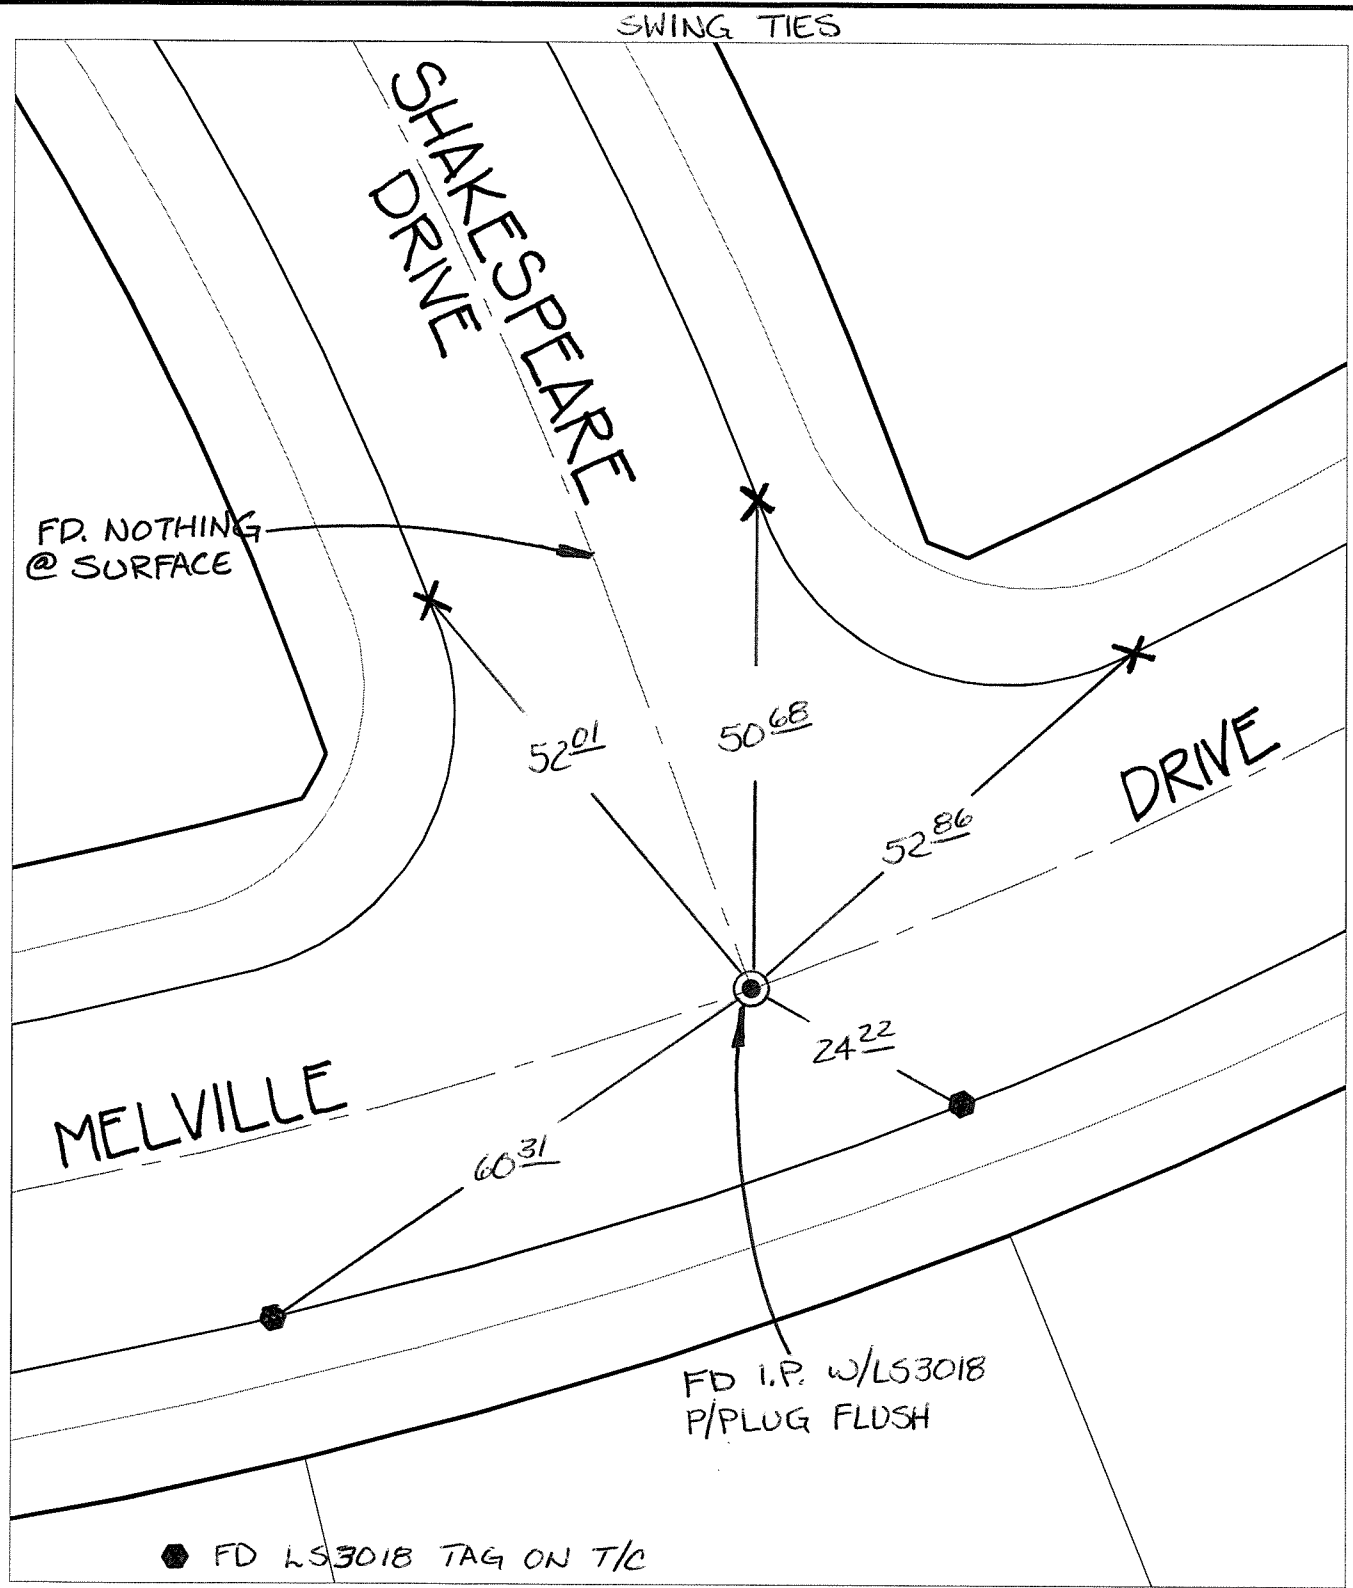 SWING TIES
SHAKESPEARE
DRIVE
FD. NOTHING
@ SURFACE
52 01
50 68
52 86
DRIVE
24 22
MELVILLE
60 31
FD I.P. W/LS3018
P/PLUG FLUSH
FD LS3018 TAG ON T/C